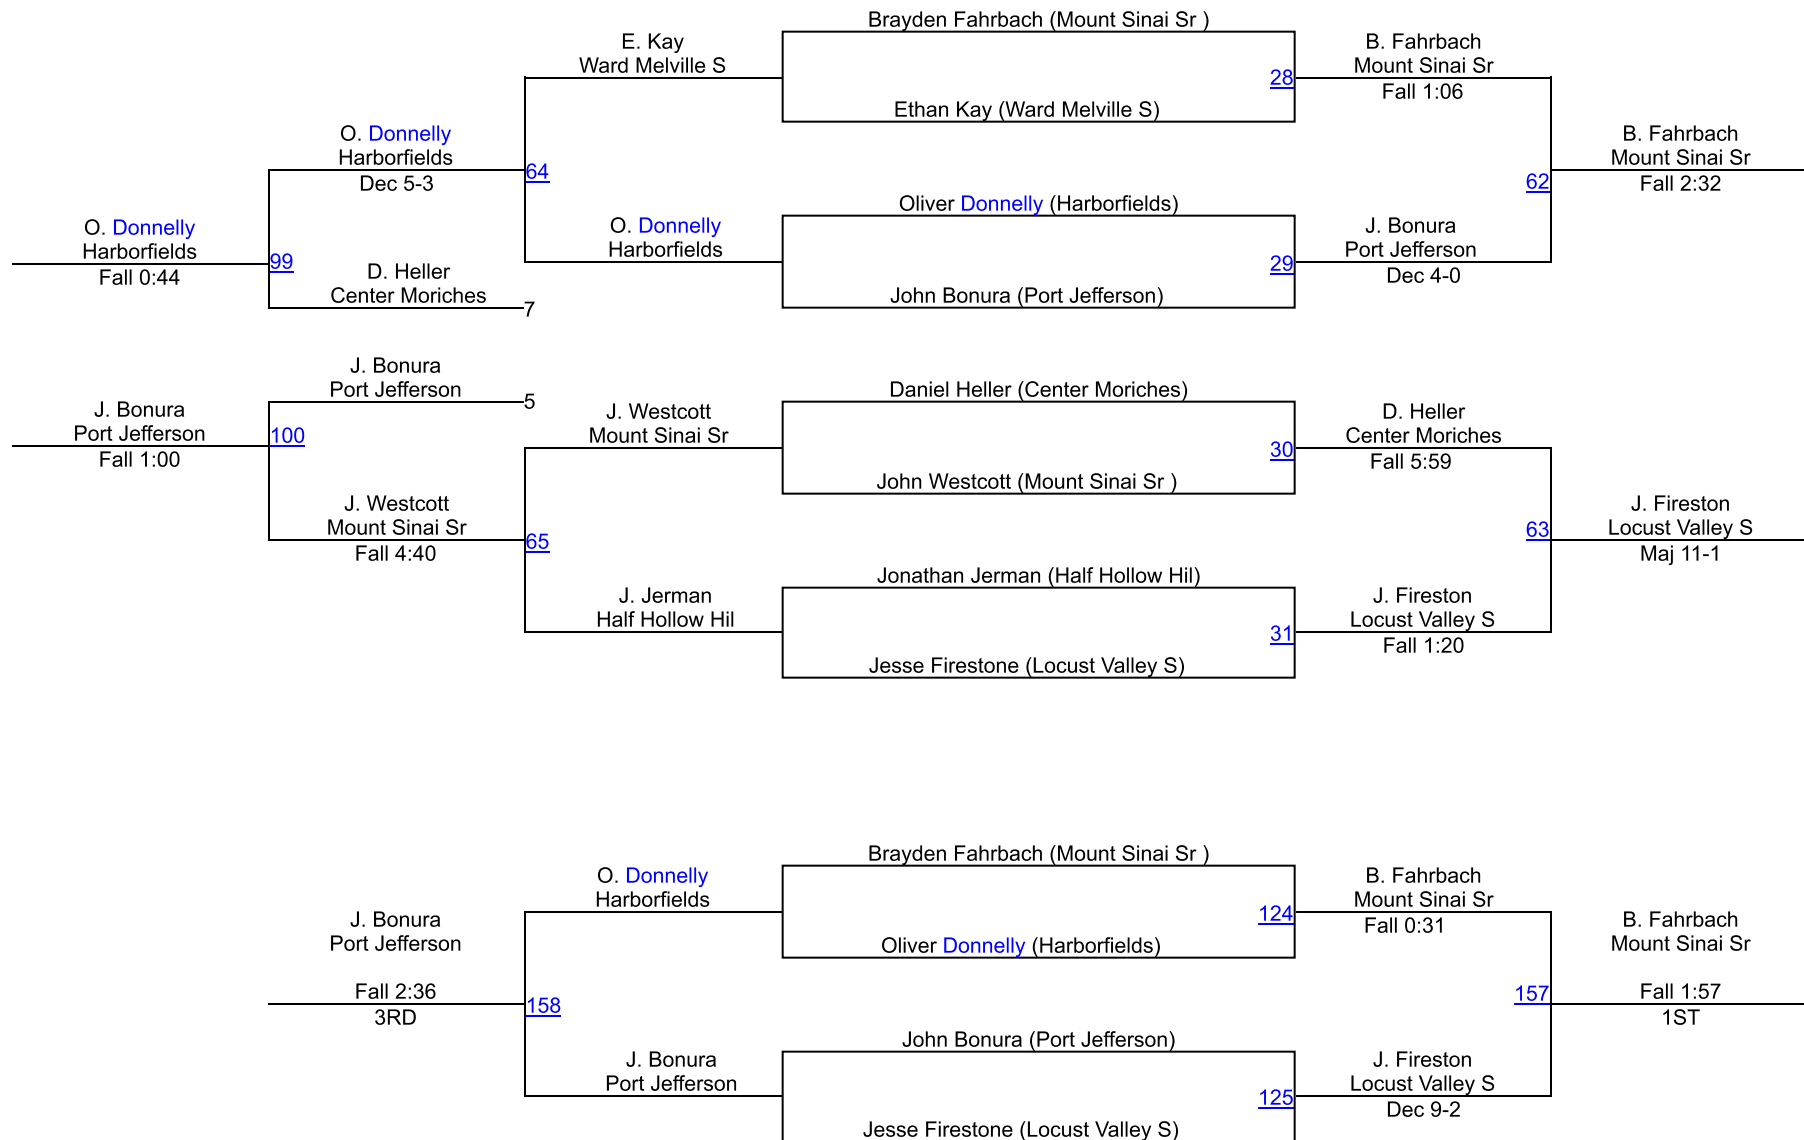 Brayden Fahrbach (Mount Sinai Sr )
E. Kay
Ward Melville S
28
B. Fahrbach
Mount Sinai Sr
Fall 1:06
Ethan Kay (Ward Melville S)
O. Donnelly
Harborfields
Dec 5-3
64
B. Fahrbach
Mount Sinai Sr
Fall 2:32
62
Oliver Donnelly (Harborfields)
O. Donnelly
Harborfields
Fall 0:44
99
O. Donnelly
Harborfields
29
J. Bonura
Port Jefferson
Dec 4-0
D. Heller
Center Moriches
7
John Bonura (Port Jefferson)
J. Bonura
Port Jefferson
5
Daniel Heller (Center Moriches)
J. Bonura
Port Jefferson
Fall 1:00
100
J. Westcott
Mount Sinai Sr
30
D. Heller
Center Moriches
Fall 5:59
John Westcott (Mount Sinai Sr )
J. Westcott
Mount Sinai Sr
Fall 4:40
65
63
J. Fireston
Locust Valley S
Maj 11-1
Jonathan Jerman (Half Hollow Hil)
J. Jerman
Half Hollow Hil
31
J. Fireston
Locust Valley S
Fall 1:20
Jesse Firestone (Locust Valley S)
Brayden Fahrbach (Mount Sinai Sr )
O. Donnelly
Harborfields
124
B. Fahrbach
Mount Sinai Sr
Fall 0:31
Oliver Donnelly (Harborfields)
J. Bonura
Port Jefferson
Fall 2:36
3RD
158
157
B. Fahrbach
Mount Sinai Sr
Fall 1:57
1ST
John Bonura (Port Jefferson)
J. Bonura
Port Jefferson
125
J. Fireston
Locust Valley S
Dec 9-2
Jesse Firestone (Locust Valley S)